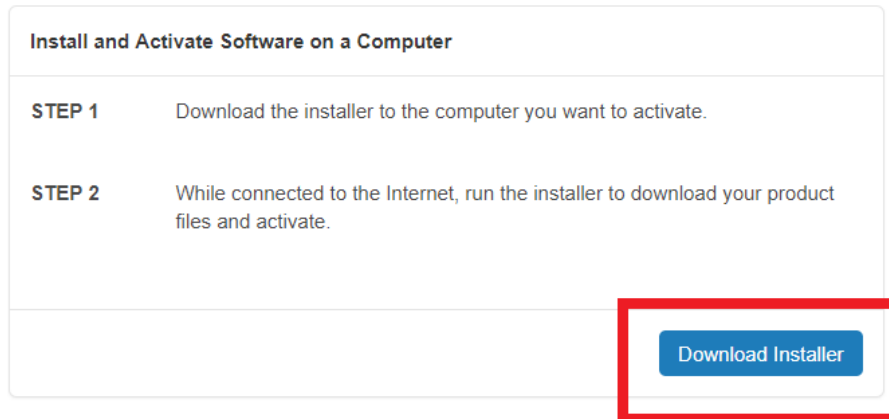 Install and Activate Software on a Computer
STEP 1 Download the installer to the computer you want to activate.
STEP 2 While connected to the Internet, run the installer to download your product
files and activate.
Download Installer